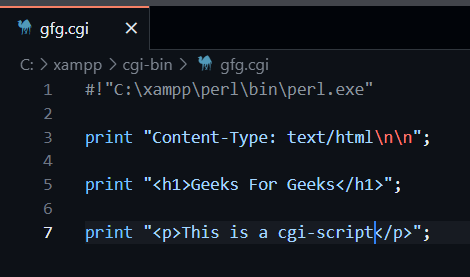 gfg.cgi
C: > xampp > cgi-bin > gfg.cgi
1 #!"C:\xampp\perl\bin\perl.exe"
2
3 print "Content-Type: text/html\n\n";
4
5 print "<h1>Geeks For Geeks</h1>";
6
7 print "<p>This is a cgi-script</p>";